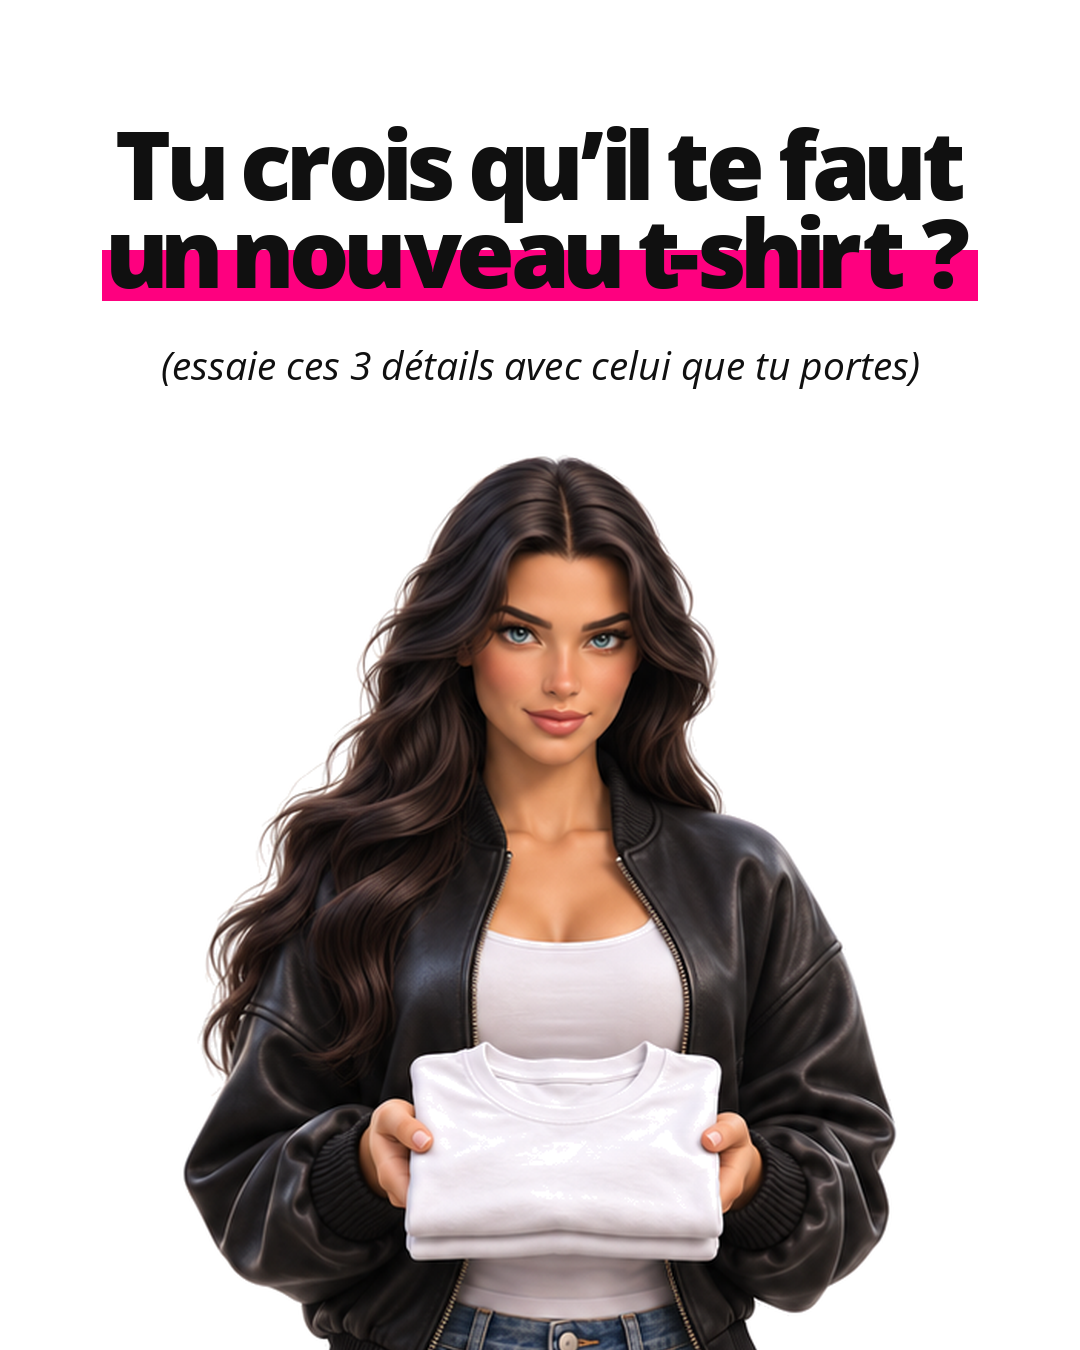 Tu crois qu’il te faut
un nouveau t-shirt ?
(essaie ces 3 détails avec celui que tu portes)